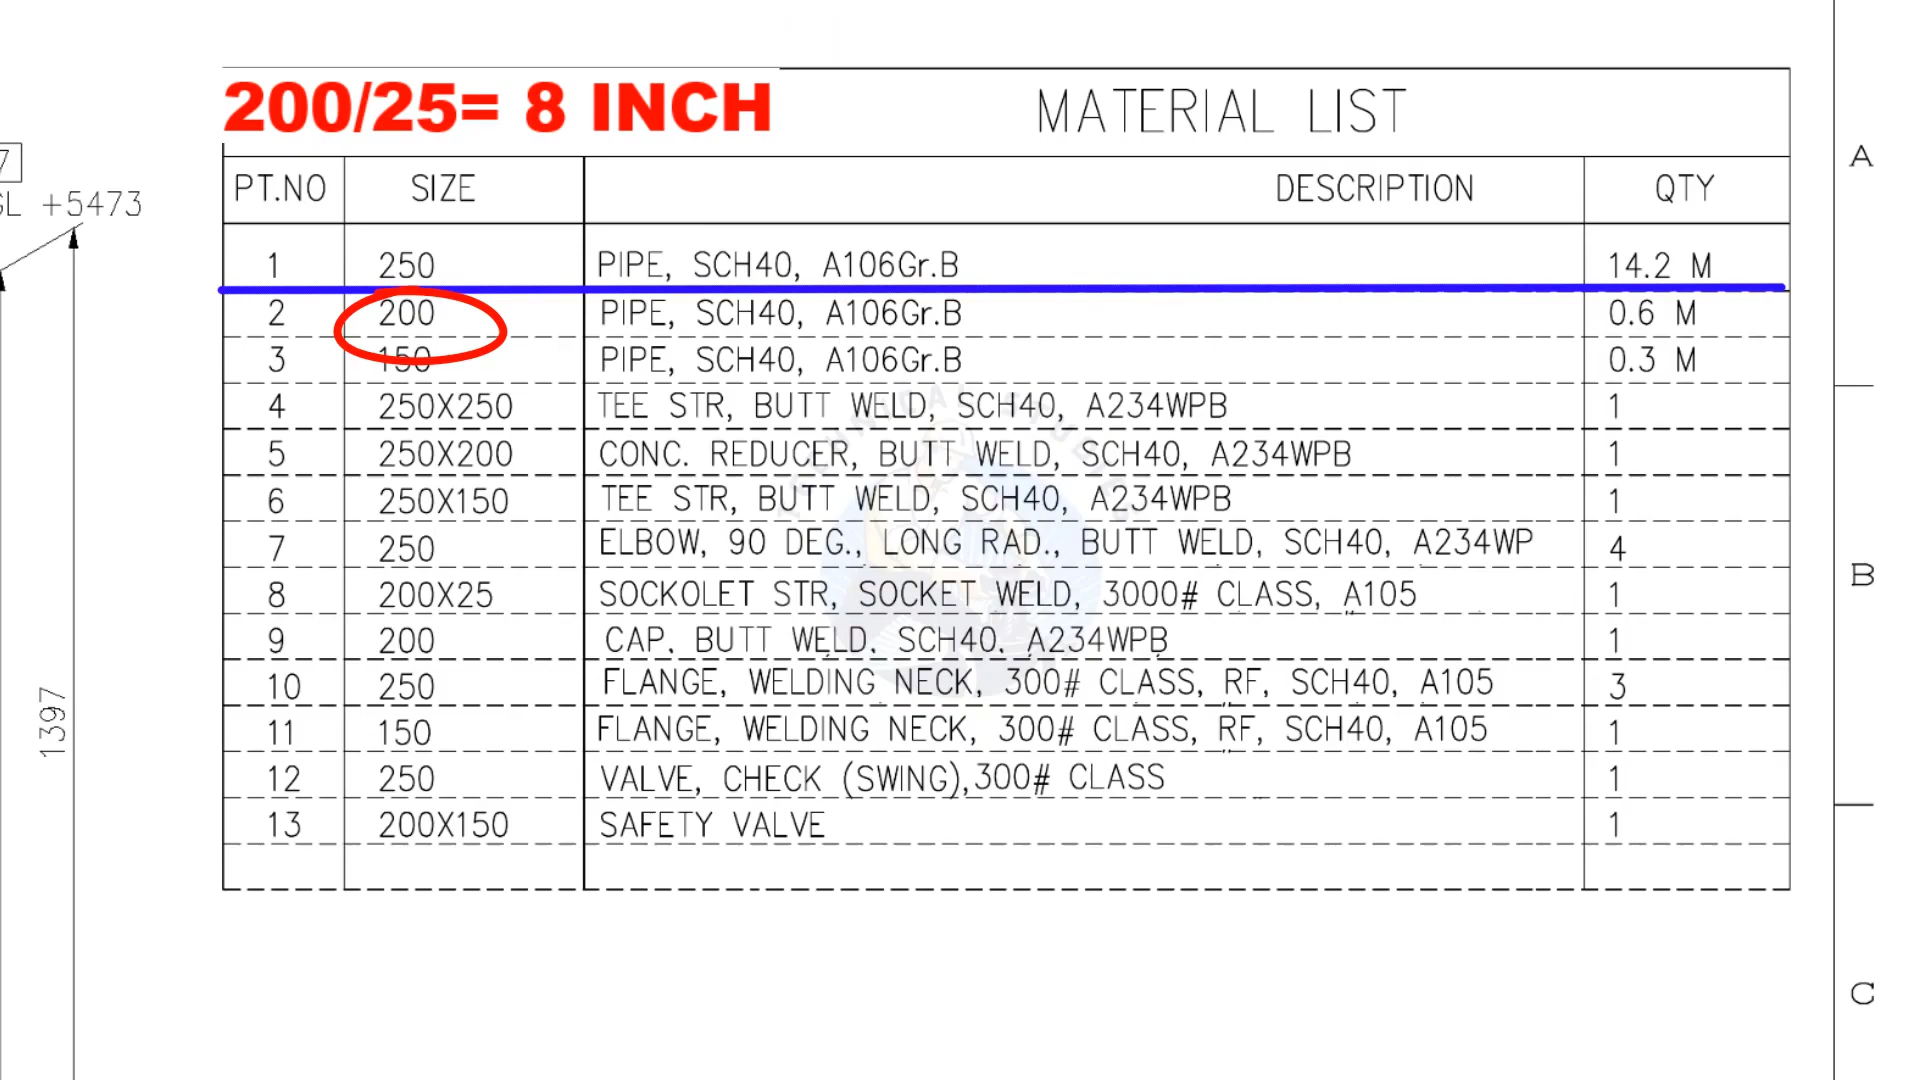 200/25= 8 INCH
MATERIAL LIST
PT.NO SIZE DESCRIPTION QTY
1 250 PIPE, SCH40, A106Gr.B 14.2 M
2 200 PIPE, SCH40, A106Gr.B 0.6 M
3 150 PIPE, SCH40, A106Gr.B 0.3 M
4 250X250 TEE STR, BUTT WELD, SCH40, A234WPB 1
5 250X200 CONC. REDUCER, BUTT WELD, SCH40, A234WPB 1
6 250X150 TEE STR, BUTT WELD, SCH40, A234WPB 1
7 250 ELBOW, 90 DEG., LONG RAD., BUTT WELD, SCH40, A234WP 4
8 200X25 SOCKOLET STR, SOCKET WELD, 3000# CLASS, A105 1
9 200 CAP, BUTT WELD, SCH40, A234WPB 1
10 250 FLANGE, WELDING NECK, 300# CLASS, RF, SCH40, A105 3
11 150 FLANGE, WELDING NECK, 300# CLASS, RF, SCH40, A105 1
12 250 VALVE, CHECK (SWING),300# CLASS 1
13 200X150 SAFETY VALVE 1
7
GL +5473
1397
A
B
C